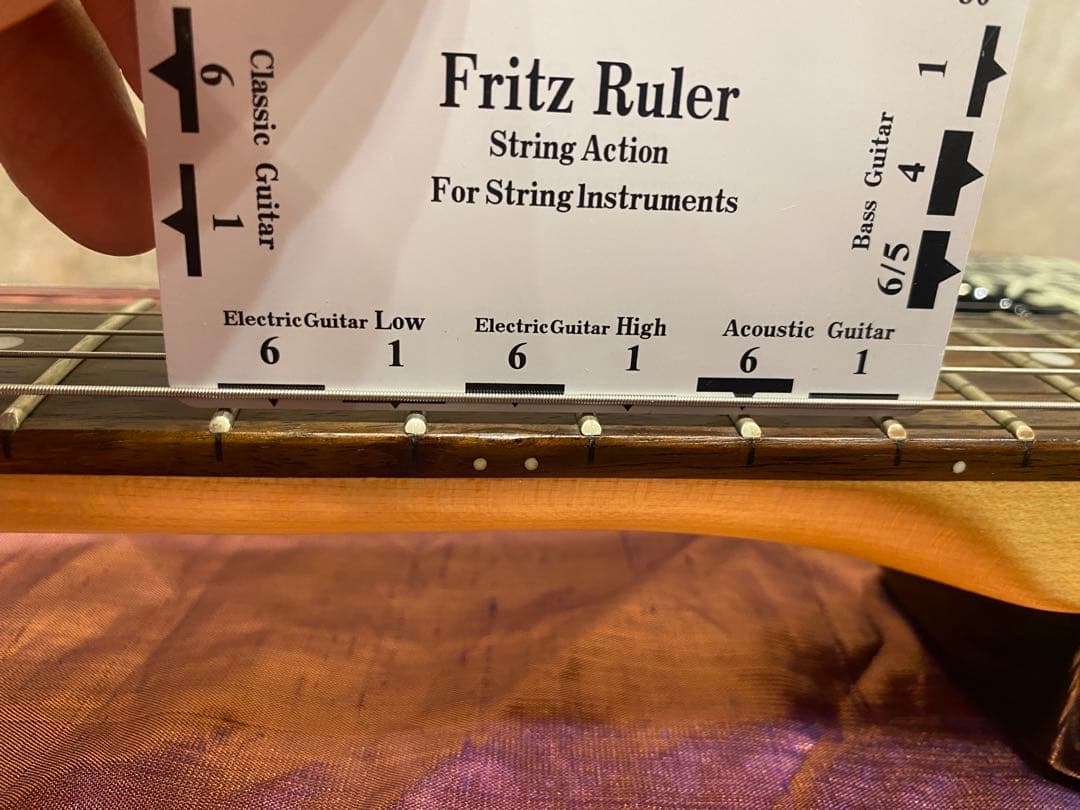 Fritz Ruler
String Action
For String Instruments
Classic Guitar
6
1
Bass Guitar
1
4
6/5
Electric Guitar Low
6 1
Electric Guitar High
6 1
Acoustic Guitar
6 1